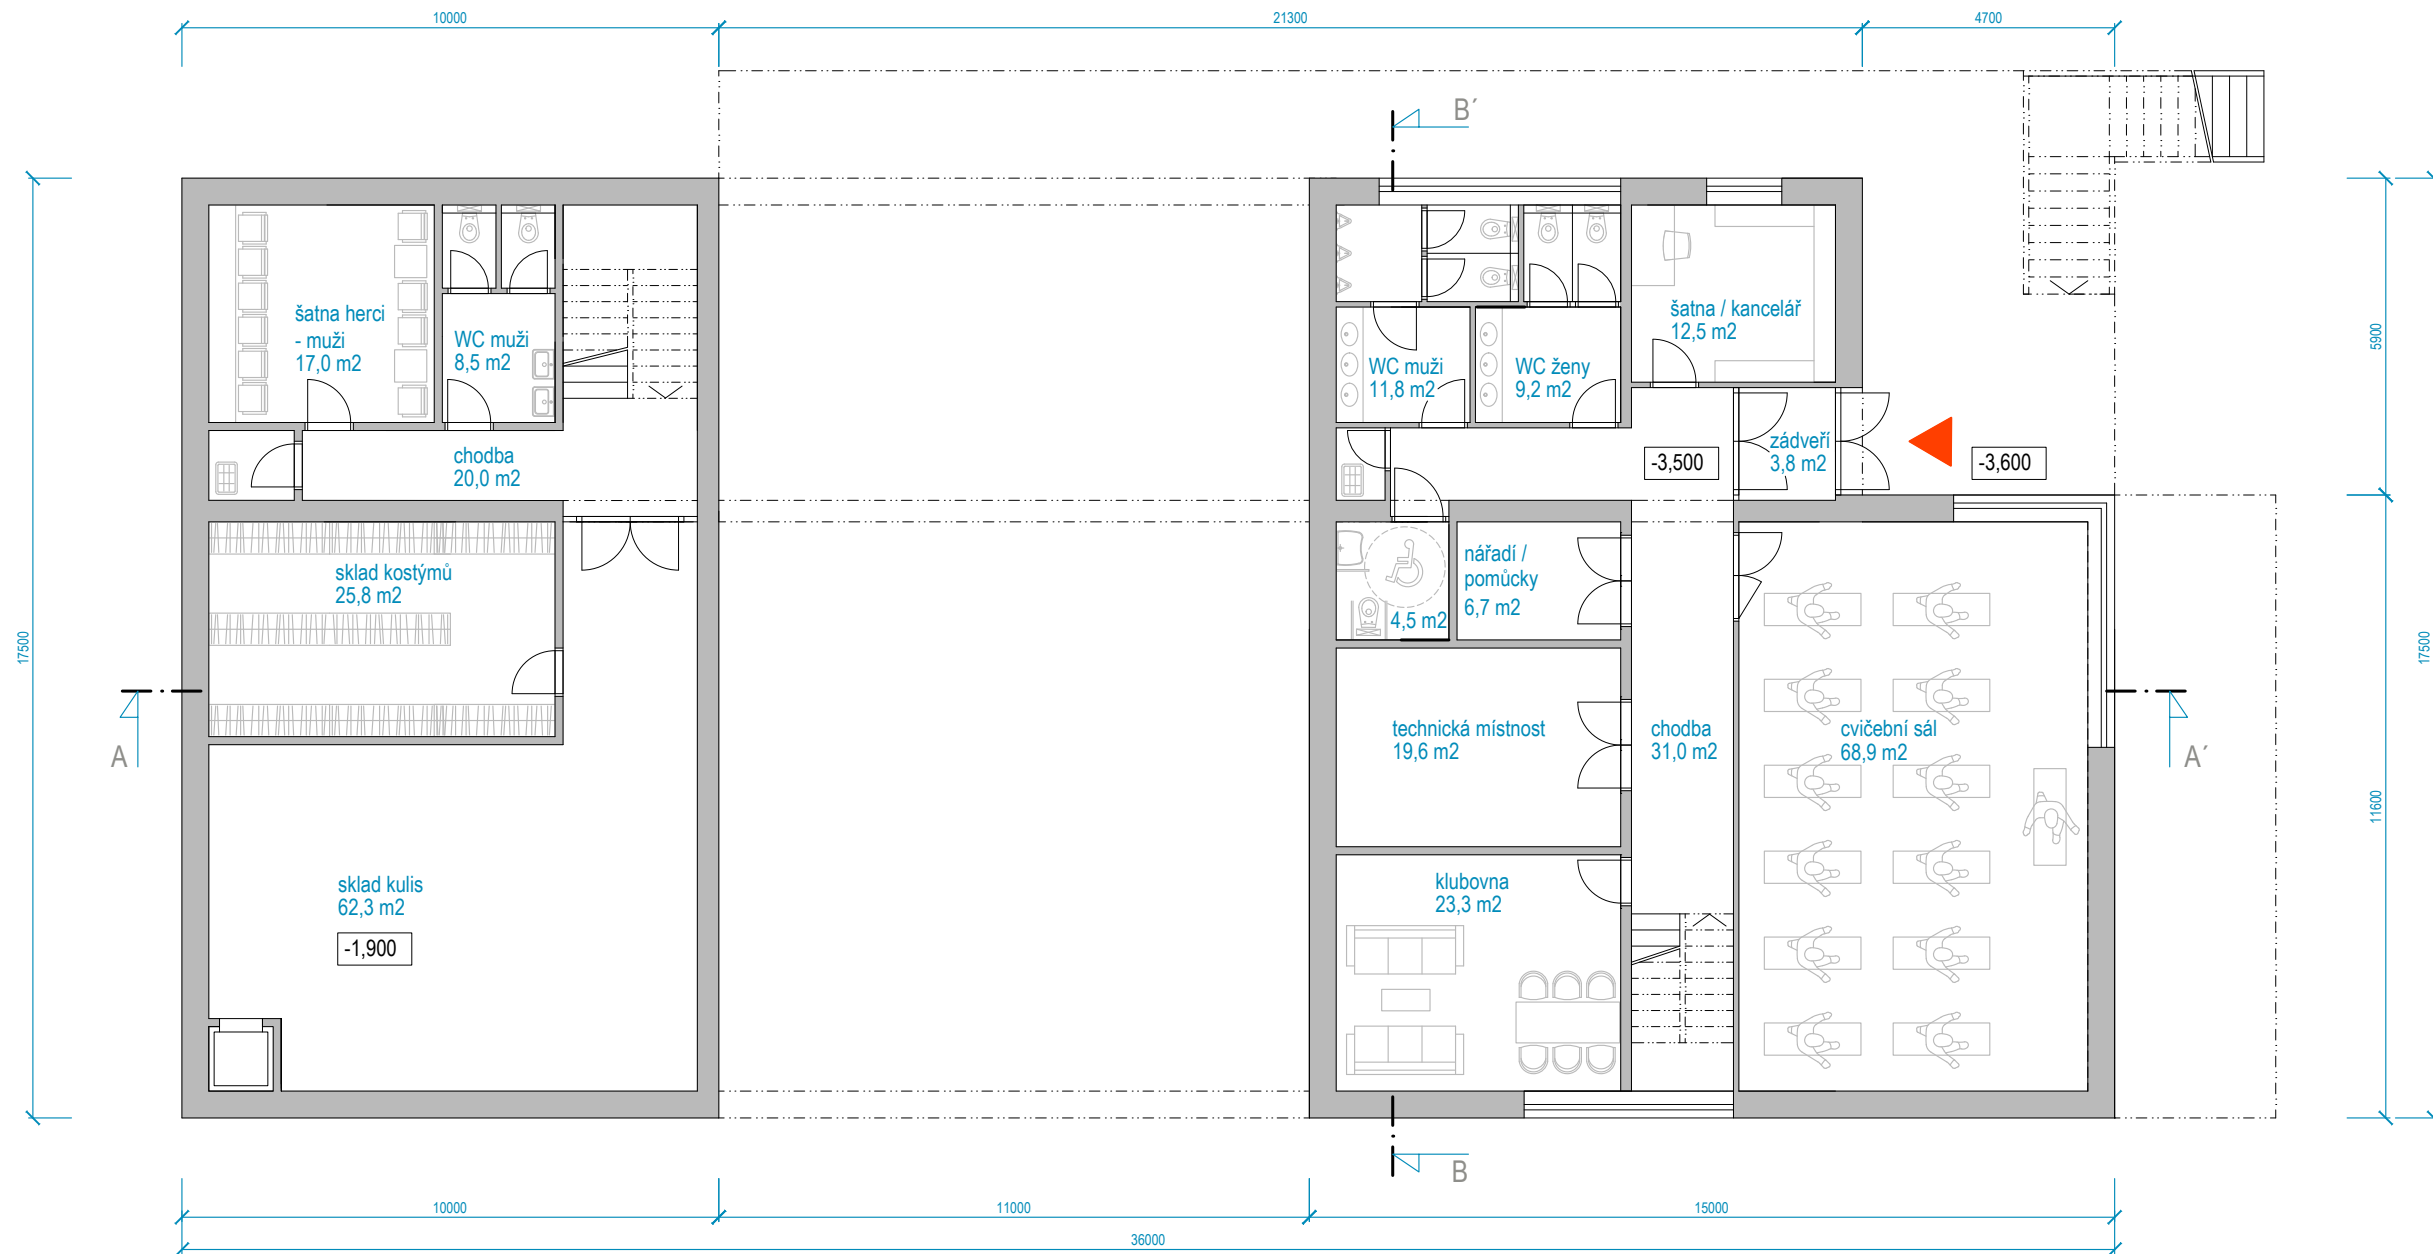 10000
21300
4700
B´
šatna herci
- muži
17,0 m2
WC muži
8,5 m2
chodba
20,0 m2
sklad kostýmů
25,8 m2
sklad kulis
62,3 m2
-1,900
WC muži
11,8 m2
WC ženy
9,2 m2
šatna / kancelář
12,5 m2
zádveří
3,8 m2
-3,500
-3,600
nářadí /
pomůcky
6,7 m2
4,5 m2
technická místnost
19,6 m2
chodba
31,0 m2
cvičební sál
68,9 m2
klubovna
23,3 m2
A
A´
B
17500
5900
11600
17500
10000
11000
15000
36000